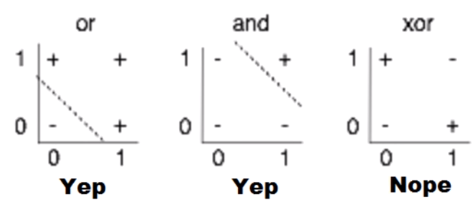 or and xor
1 + + 1 - + 1 + -
0 - + 0 - - 0 - +
0 1 0 1 0 1
Yep Yep Nope